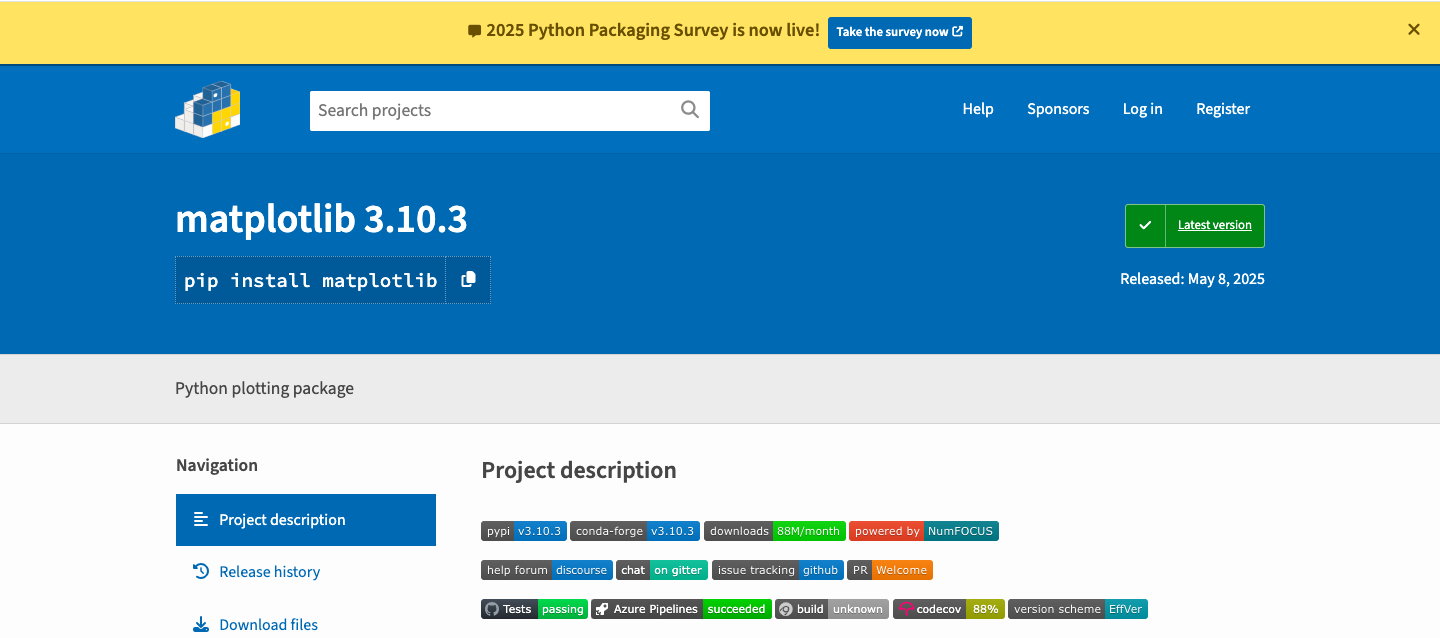 2025 Python Packaging Survey is now live! Take the survey now
Search projects
Help Sponsors Log in Register
matplotlib 3.10.3
Latest version
pip install matplotlib
Released: May 8, 2025
Python plotting package
Navigation
Project description
Release history
Download files
Project description
pypi v3.10.3 conda-forge v3.10.3 downloads 88M/month powered by NumFOCUS
help forum discourse chat on gitter issue tracking github PR Welcome
Tests passing Azure Pipelines succeeded build unknown codecov 88% version scheme EffVer